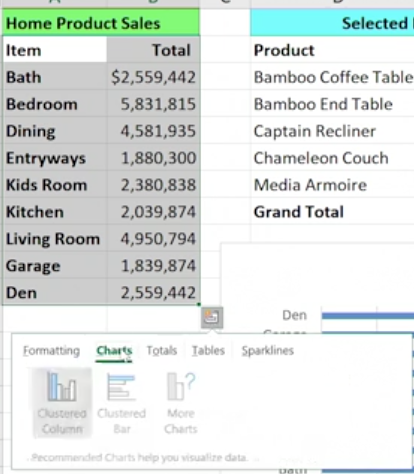 Home Product Sales
Selected
Item Total
Product
Bath $2,559,442
Bamboo Coffee Table
Bedroom 5,831,815
Bamboo End Table
Dining 4,581,935
Captain Recliner
Entryways 1,880,300
Chameleon Couch
Kids Room 2,380,838
Media Armoire
Kitchen 2,039,874
Grand Total
Living Room 4,950,794
Garage 1,839,874
Den 2,559,442
Den
Formatting Charts Totals Tables Sparklines
Clustered Column
Clustered Bar
More Charts
Recommended Charts help you visualize data.
Bath